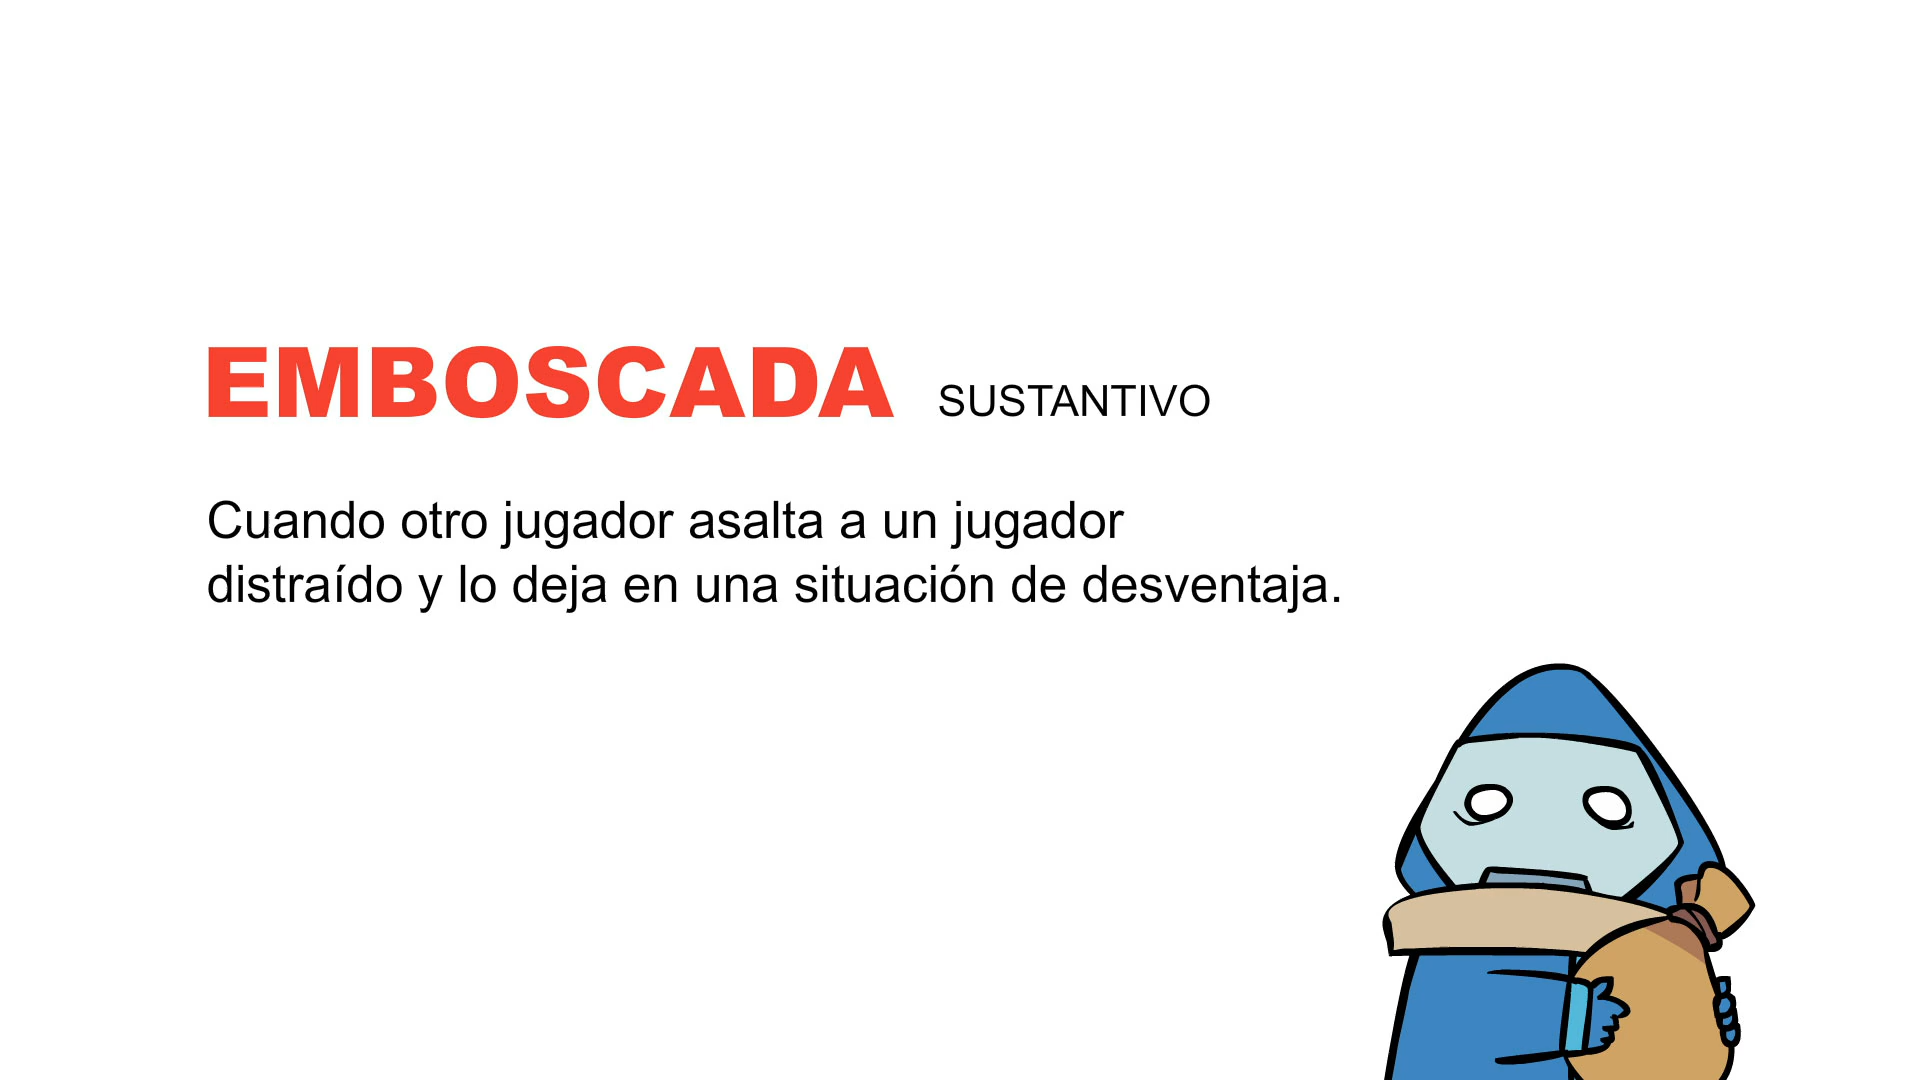 EMBOSCADA SUSTANTIVO
Cuando otro jugador asalta a un jugador
distraído y lo deja en una situación de desventaja.